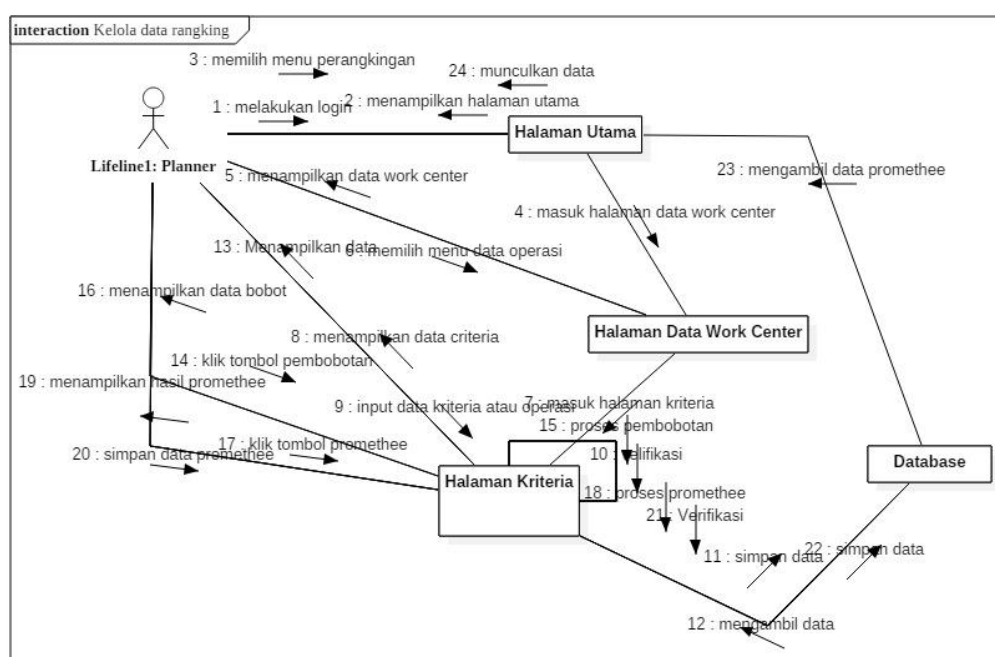 interaction Kelola data rangking
3 : memilih menu perangkingan
24 : munculkan data
1 : melakukan login
2 : menampilkan halaman utama
Halaman Utama
Lifeline1: Planner
5 : menampilkan data work center
23 : mengambil data promethee
4 : masuk halaman data work center
13 : Menampilkan data
6 : memilih menu data operasi
16 : menampilkan data bobot
8 : menampilkan data criteria
Halaman Data Work Center
14 : klik tombol pembobotan
19 : menampilkan hasil promethee
9 : input data kriteria atau operasi
7 : masuk halaman kriteria
15 : proses pembobotan
17 : klik tombol promethee
20 : simpan data promethee
10 : Velifikasi
Database
Halaman Kriteria
18 : proses promethee
21 : Verifikasi
11 : simpan data
22 : simpan data
12 : mengambil data